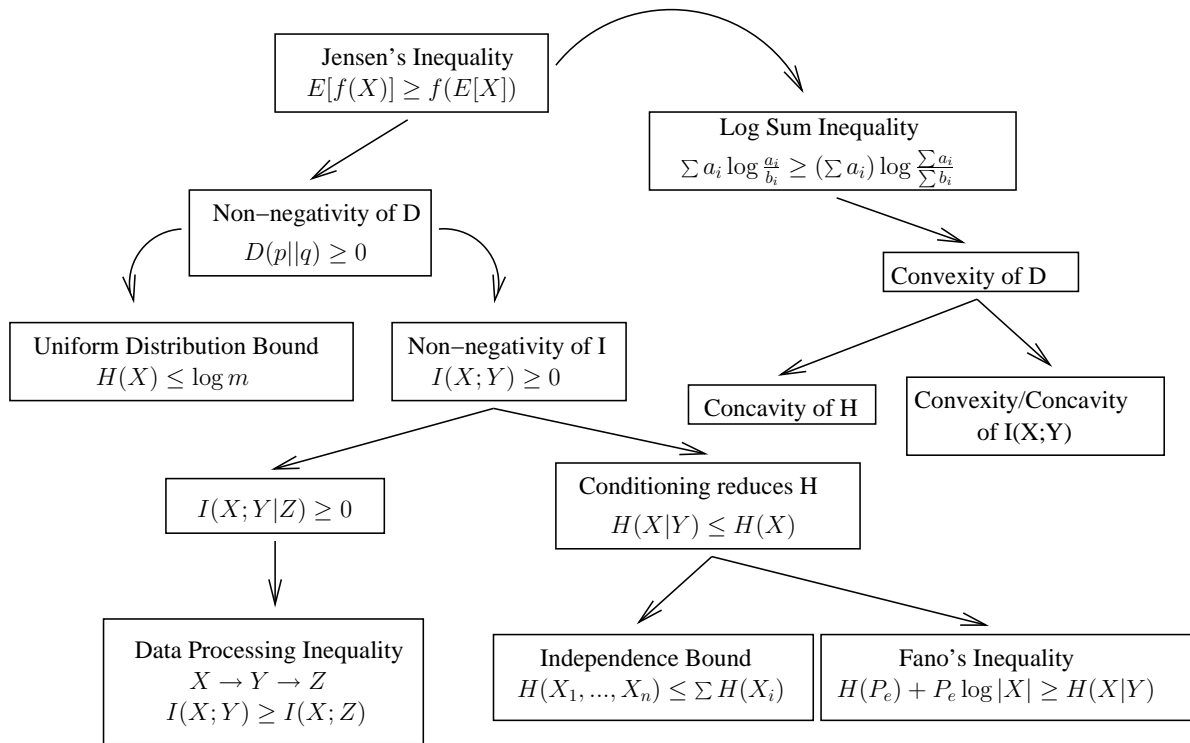 Jensen's Inequality
E[f(X)] ≥ f(E[X])
Log Sum Inequality
∑ a_i log a_i/b_i ≥ (∑ a_i) log ∑ a_i/∑ b_i
Non−negativity of D
D(p||q) ≥ 0
Convexity of D
Uniform Distribution Bound
H(X) ≤ log m
Non−negativity of I
I(X; Y) ≥ 0
Concavity of H
Convexity/Concavity
of I(X;Y)
I(X; Y|Z) ≥ 0
Conditioning reduces H
H(X|Y) ≤ H(X)
Data Processing Inequality
X → Y → Z
I(X; Y) ≥ I(X; Z)
Independence Bound
H(X_1, ..., X_n) ≤ ∑ H(X_i)
Fano's Inequality
H(P_e) + P_e log |X| ≥ H(X|Y)